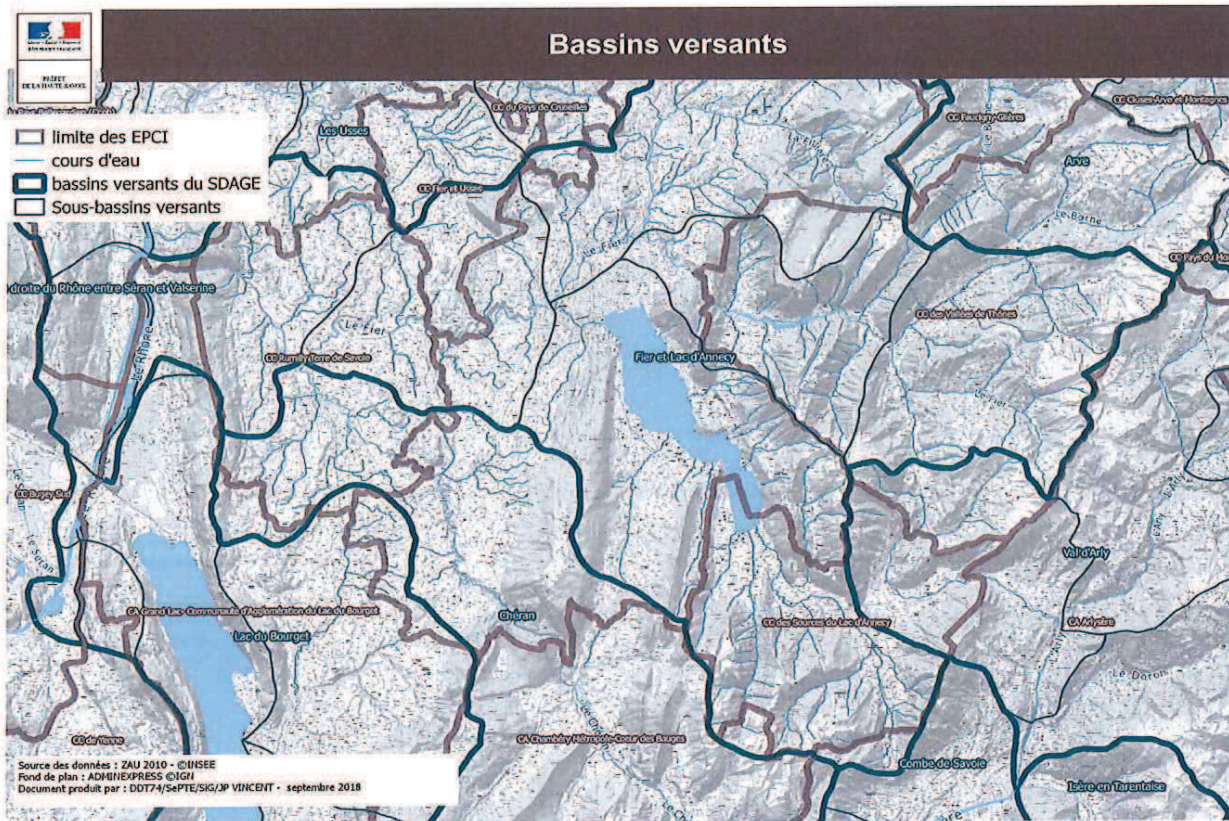 Bassins versants
RÉPUBLIQUE FRANÇAISE
PRÉFET
DE LA HAUTE-SAVOIE
limite des EPCI
cours d'eau
bassins versants du SDAGE
Sous-bassins versants
CC du Pays de Cruseilles
CC Cluses-Arve et Montagnes
CC Faucigny-Glières
Les Usses
Arve
CC Fier et Usses
Le Borne
Le Fier
CC Pays du Mon
droite du Rhône entre Séran et Valserine
Le Rhône
Le Fier
CC des Vallées de Thônes
CC Rumilly Terre de Savoie
Fier et Lac d'Annecy
Le Fier
CC Bugey Sud
Le Séran
Le Séran
L'Arly
Val d'Arly
CA Grand Lac- Communauté d'Agglomération du Lac du Bourget
Chéran
CC des Sources du Lac d'Annecy
CA Arlysère
Lac du Bourget
L'Arly
Le Doron
CC de Yenne
CA Chambéry Métropole-Coeur des Bauges
Combe de Savoie
Isère en Tarentaise
Source des données : ZAU 2010 - ©INSEE
Fond de plan : ADMINEXPRESS ©IGN
Document produit par : DDT74/SePTE/SIG/JP VINCENT - septembre 2018